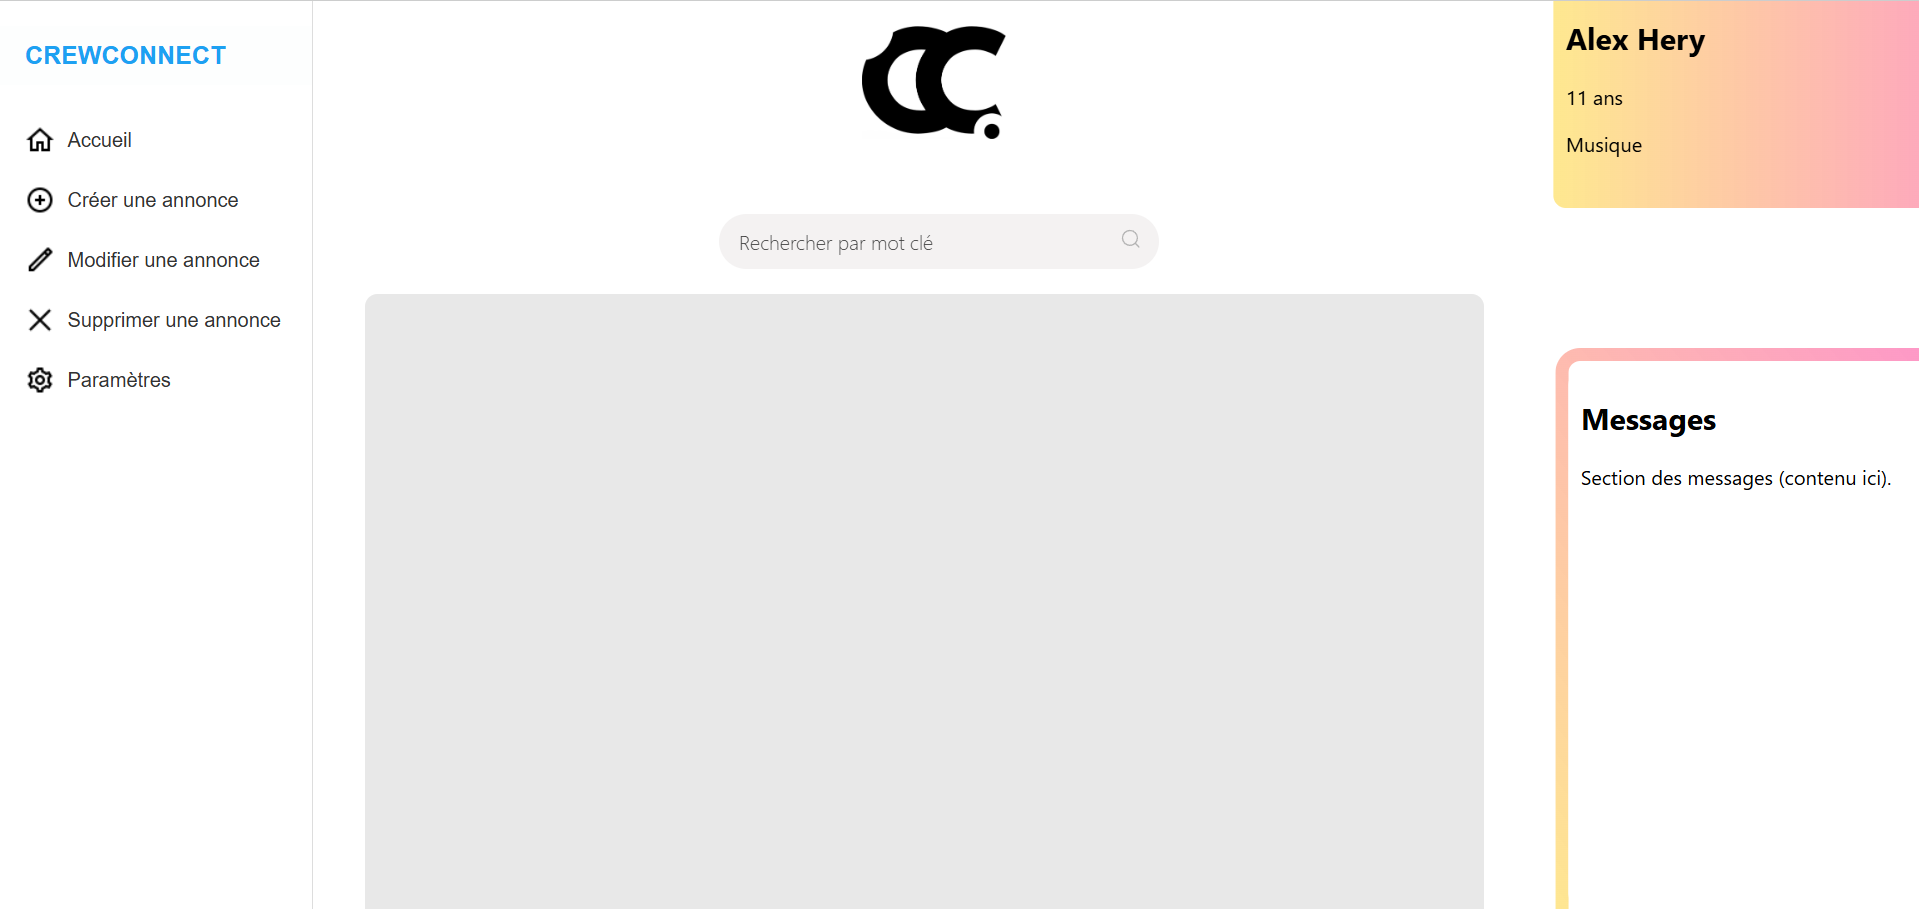 CREWCONNECT
Accueil
Créer une annonce
Modifier une annonce
Supprimer une annonce
Paramètres
CC.
Rechercher par mot clé
Alex Hery
11 ans
Musique
Messages
Section des messages (contenu ici).